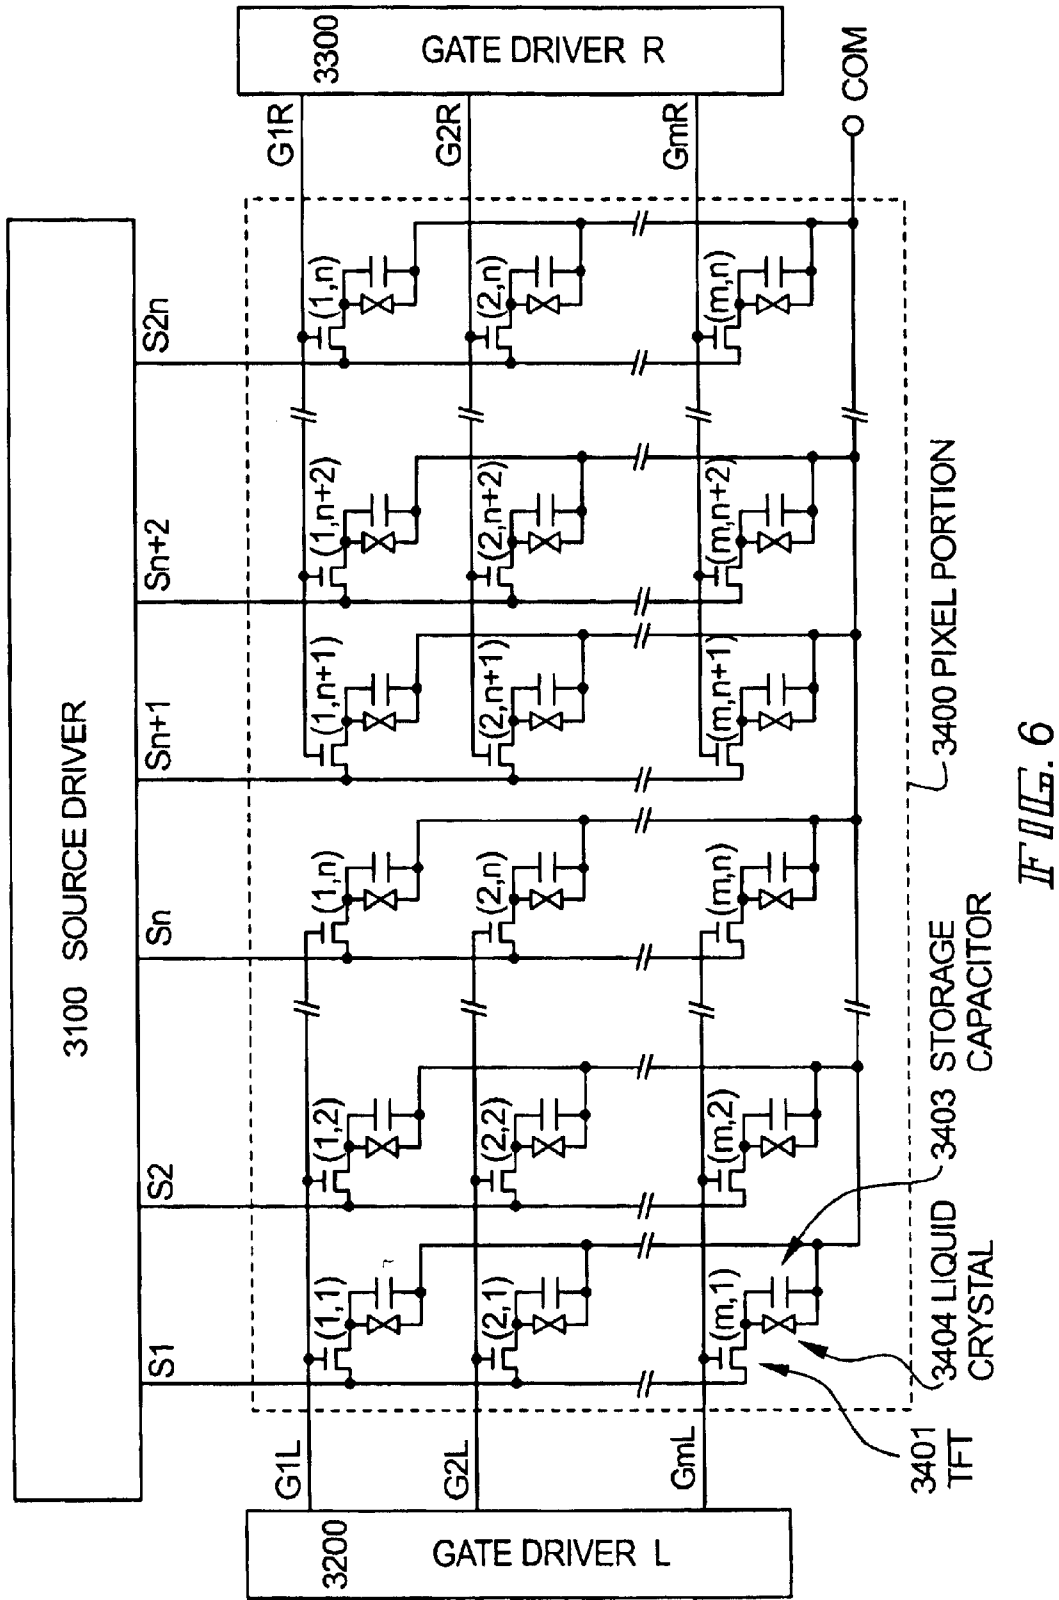 3100 SOURCE DRIVER
S1
S2
Sn
Sn+1
Sn+2
S2n
3200
GATE DRIVER L
3300
GATE DRIVER R
G1L
(1,1)
(1,2)
(1,n)
(1,n+1)
(1,n+2)
(1,n)
G1R
G2L
(2,1)
(2,2)
(2,n)
(2,n+1)
(2,n+2)
(2,n)
G2R
GmL
(m,1)
(m,2)
(m,n)
(m,n+1)
(m,n+2)
(m,n)
GmR
COM
3401
TFT
3404 LIQUID
CRYSTAL
3403 STORAGE
CAPACITOR
3400 PIXEL PORTION
FIG. 6